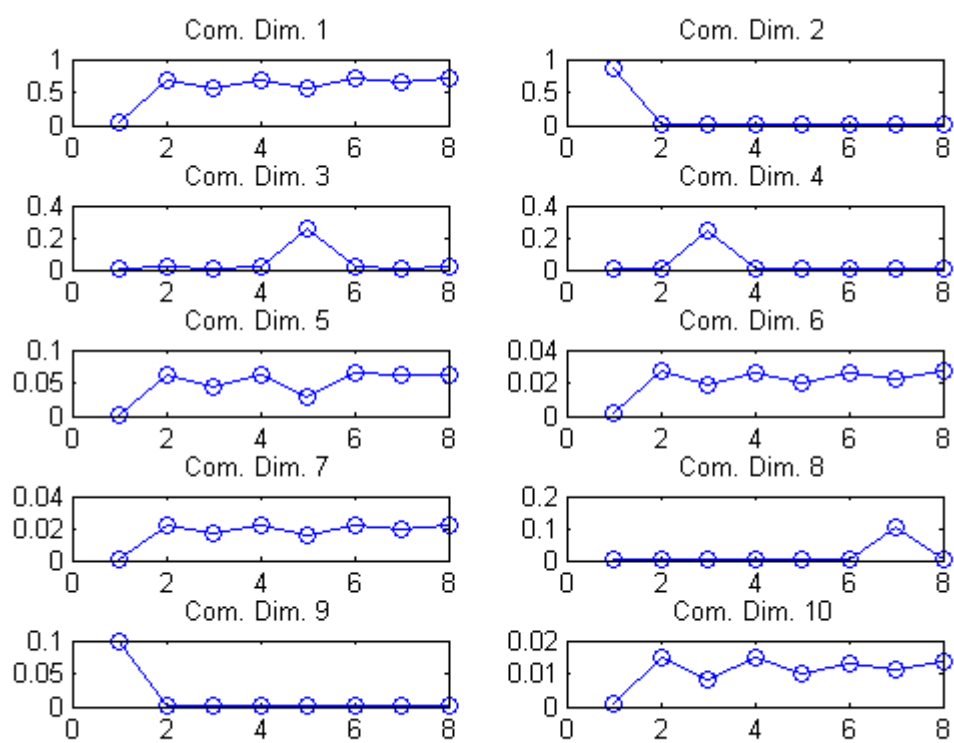 Com. Dim. 1
1
0.5
0
0 2 4 6 8
Com. Dim. 2
1
0.5
0
0 2 4 6 8
Com. Dim. 3
0.4
0.2
0
0 2 4 6 8
Com. Dim. 4
0.4
0.2
0
0 2 4 6 8
Com. Dim. 5
0.1
0.05
0
0 2 4 6 8
Com. Dim. 6
0.04
0.02
0
0 2 4 6 8
Com. Dim. 7
0.04
0.02
0
0 2 4 6 8
Com. Dim. 8
0.2
0.1
0
0 2 4 6 8
Com. Dim. 9
0.1
0.05
0
0 2 4 6 8
Com. Dim. 10
0.02
0.01
0
0 2 4 6 8